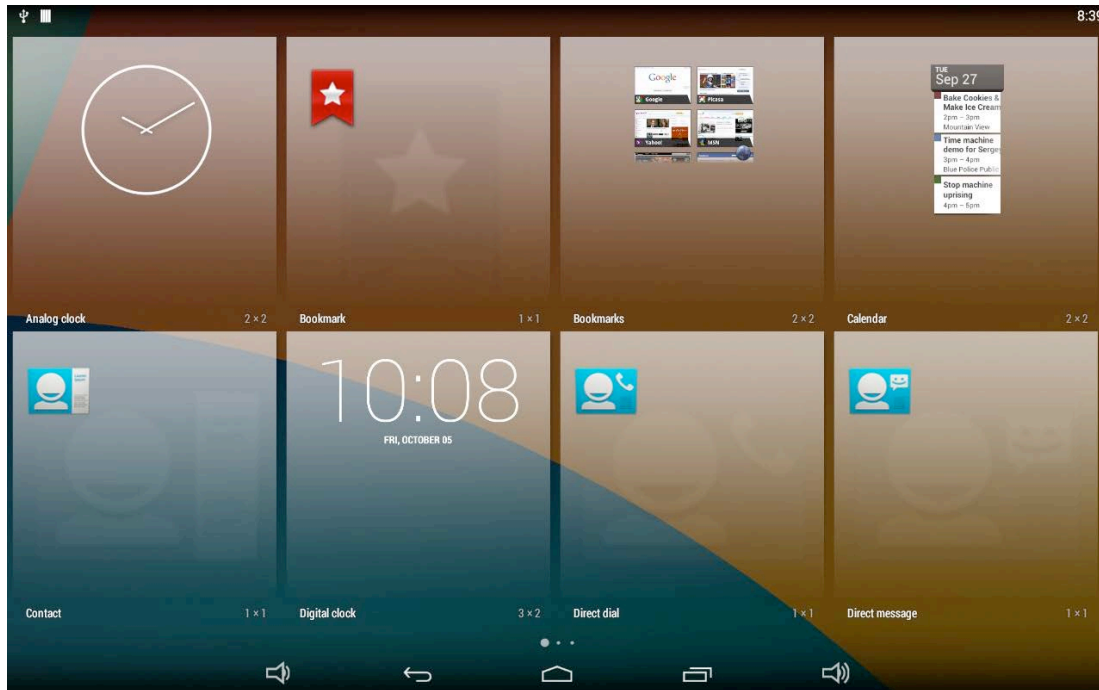 8:39
Google
Google
Picasa
Yahoo!
MSN
TUE
Sep 27
Bake Cookies &
Make Ice Cream
2pm – 3pm
Mountain View
Time machine
demo for Sergey
3pm – 4pm
Blue Police Public
Stop machine
uprising
4pm – 5pm
Analog clock 2 × 2
Bookmark 1 × 1
Bookmarks 2 × 2
Calendar 2 × 2
10:08
FRI, OCTOBER 05
Contact 1 × 1
Digital clock 3 × 2
Direct dial 1 × 1
Direct message 1 × 1